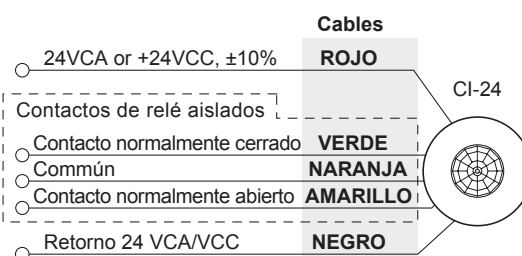 Cables
24VCA or +24VCC, ±10% ROJO
CI-24
Contactos de relé aislados
Contacto normalmente cerrado VERDE
Commún NARANJA
Contacto normalmente abierto AMARILLO
Retorno 24 VCA/VCC NEGRO